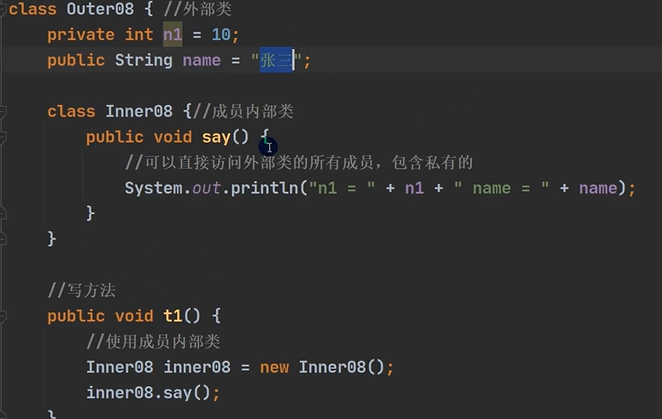 class Outer08 { //外部类
private int n1 = 10;
public String name = "张三";
class Inner08 {//成员内部类
public void say() {
//可以直接访问外部类的所有成员，包含私有的
System.out.println("n1 = " + n1 + " name = " + name);
}
}
//写方法
public void t1() {
//使用成员内部类
Inner08 inner08 = new Inner08();
inner08.say();
}